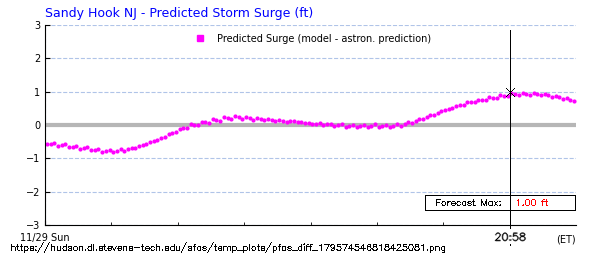 Sandy Hook NJ - Predicted Storm Surge (ft)
3
Predicted Surge (model - astron. prediction)
2
1
0
−1
−2
Forecast Max: 1.00 ft
−3
11/29 Sun 20:58 (ET)
https://hudson.dl.stevens-tech.edu/sfas/temp_plots/pfas_diff_179574546818425081.png